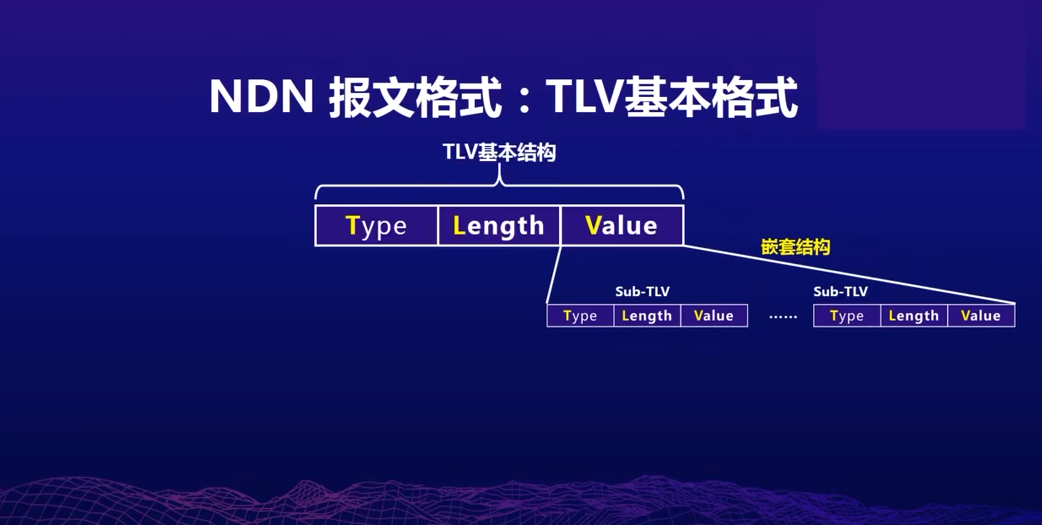 NDN 报文格式：TLV基本格式
TLV基本结构
Type Length Value
嵌套结构
Sub-TLV Sub-TLV
Type Length Value ...... Type Length Value